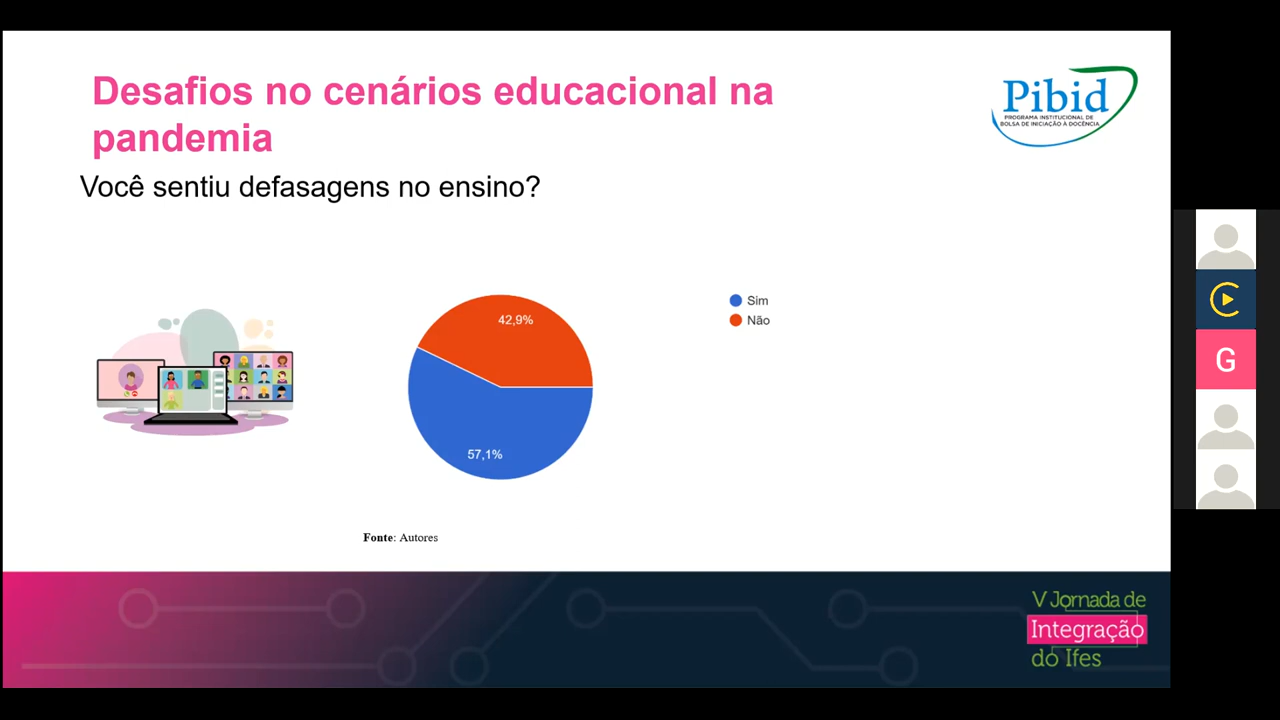 Desafios no cenários educacional na
pandemia
Pibid
PROGRAMA INSTITUCIONAL DE
BOLSA DE INICIAÇÃO À DOCÊNCIA
Você sentiu defasagens no ensino?
Sim
Não
42,9%
57,1%
G
Fonte: Autores
V Jornada de
Integração
do Ifes